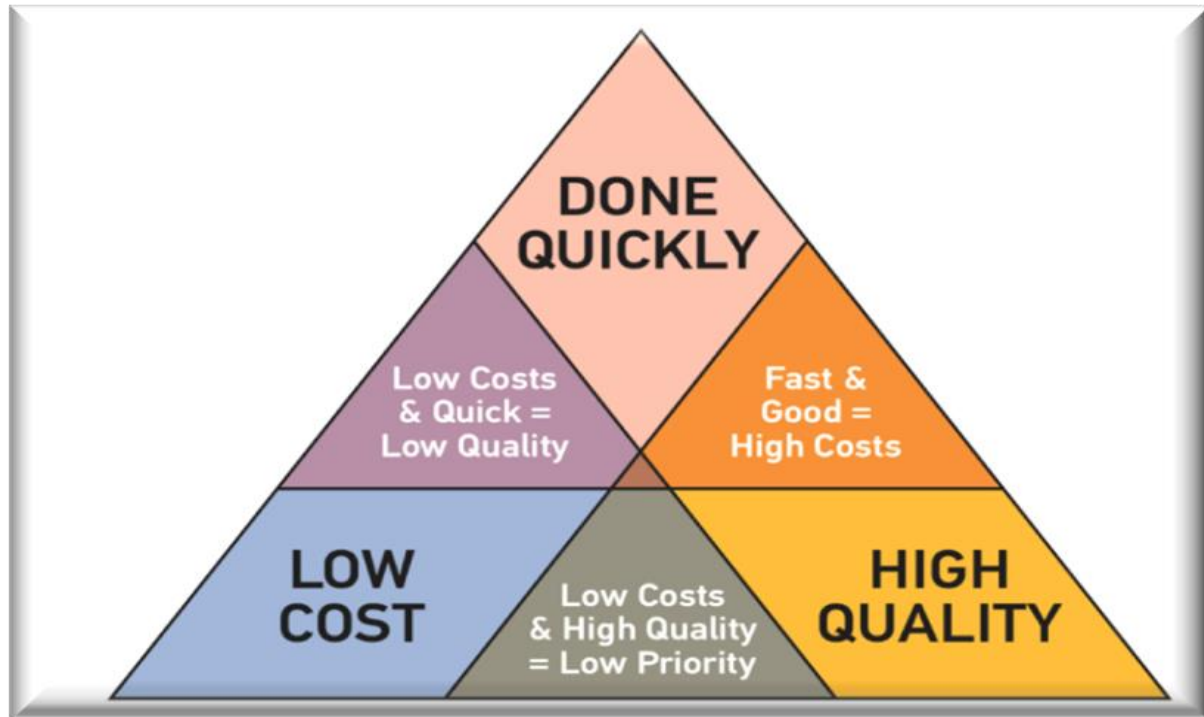 DONE
QUICKLY
Low Costs
& Quick =
Low Quality
Fast &
Good =
High Costs
LOW
COST
Low Costs
& High Quality
= Low Priority
HIGH
QUALITY